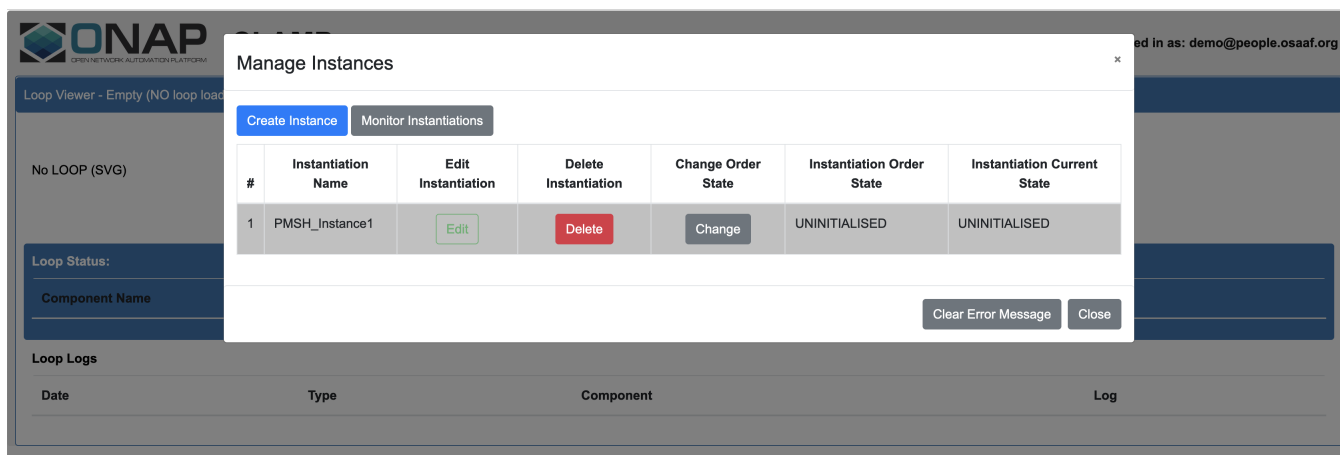 ONAP
OPEN NETWORK AUTOMATION PLATFORM
ed in as: demo@people.osaaf.org
Manage Instances
×
Loop Viewer - Empty (NO loop load
Create Instance Monitor Instantiations
No LOOP (SVG)
# Instantiation Name Edit Instantiation Delete Instantiation Change Order State Instantiation Order State Instantiation Current State
1 PMSH_Instance1 Edit Delete Change UNINITIALISED UNINITIALISED
Loop Status:
Component Name
Clear Error Message Close
Loop Logs
Date Type Component Log